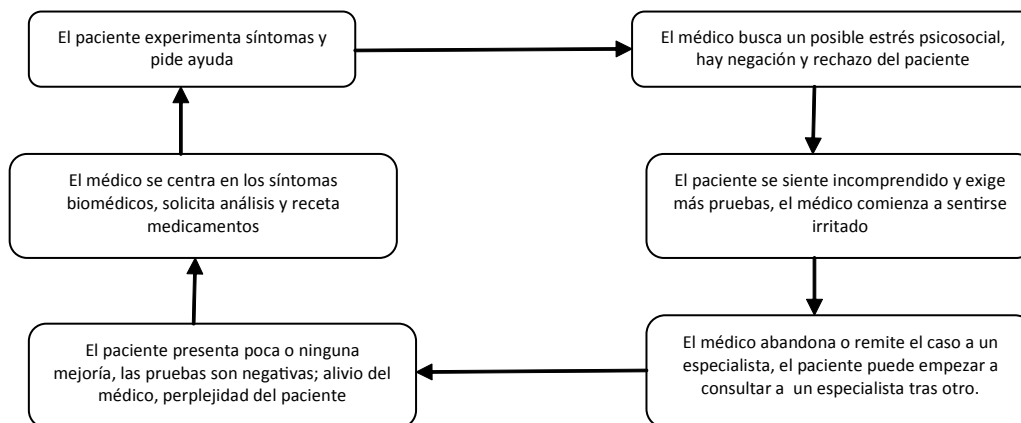 El paciente experimenta síntomas y
pide ayuda
El médico busca un posible estrés psicosocial,
hay negación y rechazo del paciente
El paciente se siente incomprendido y exige
más pruebas, el médico comienza a sentirse
irritado
El médico abandona o remite el caso a un
especialista, el paciente puede empezar a
consultar a un especialista tras otro.
El paciente presenta poca o ninguna
mejoría, las pruebas son negativas; alivio del
médico, perplejidad del paciente
El médico se centra en los síntomas
biomédicos, solicita análisis y receta
medicamentos